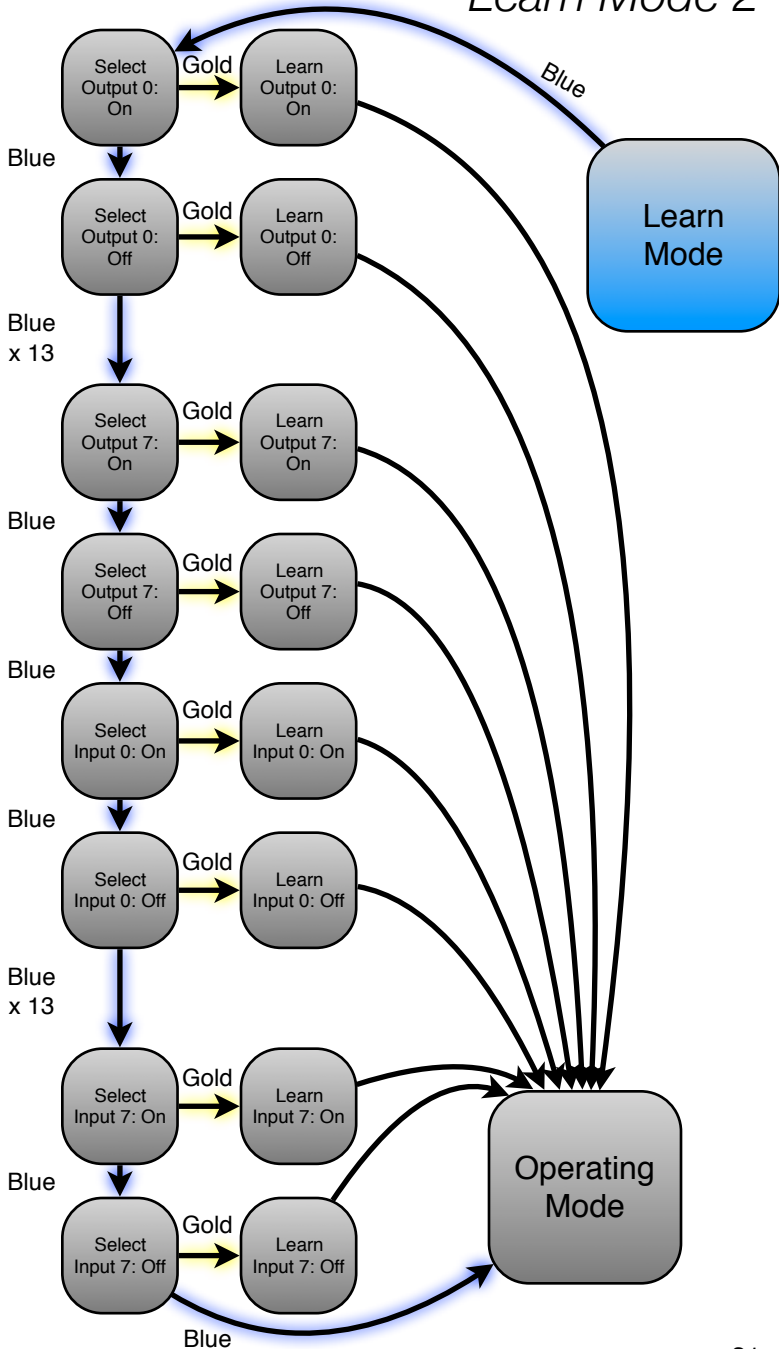 Learn Mode 2
Select
Output 0:
On
Gold
Learn
Output 0:
On
Blue
Learn
Mode
Blue
Select
Output 0:
Off
Gold
Learn
Output 0:
Off
Blue
x 13
Select
Output 7:
On
Gold
Learn
Output 7:
On
Blue
Select
Output 7:
Off
Gold
Learn
Output 7:
Off
Blue
Select
Input 0: On
Gold
Learn
Input 0: On
Blue
Select
Input 0: Off
Gold
Learn
Input 0: Off
Blue
x 13
Select
Input 7: On
Gold
Learn
Input 7: On
Operating
Mode
Blue
Select
Input 7: Off
Gold
Learn
Input 7: Off
Blue